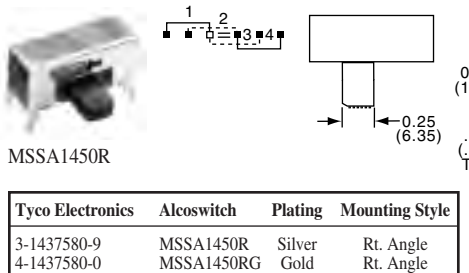 1
2
3
4
0
(1
0.25
(6.35)
(.
T
MSSA1450R
Tyco Electronics Alcoswitch Plating Mounting Style
3-1437580-9 MSSA1450R Silver Rt. Angle
4-1437580-0 MSSA1450RG Gold Rt. Angle